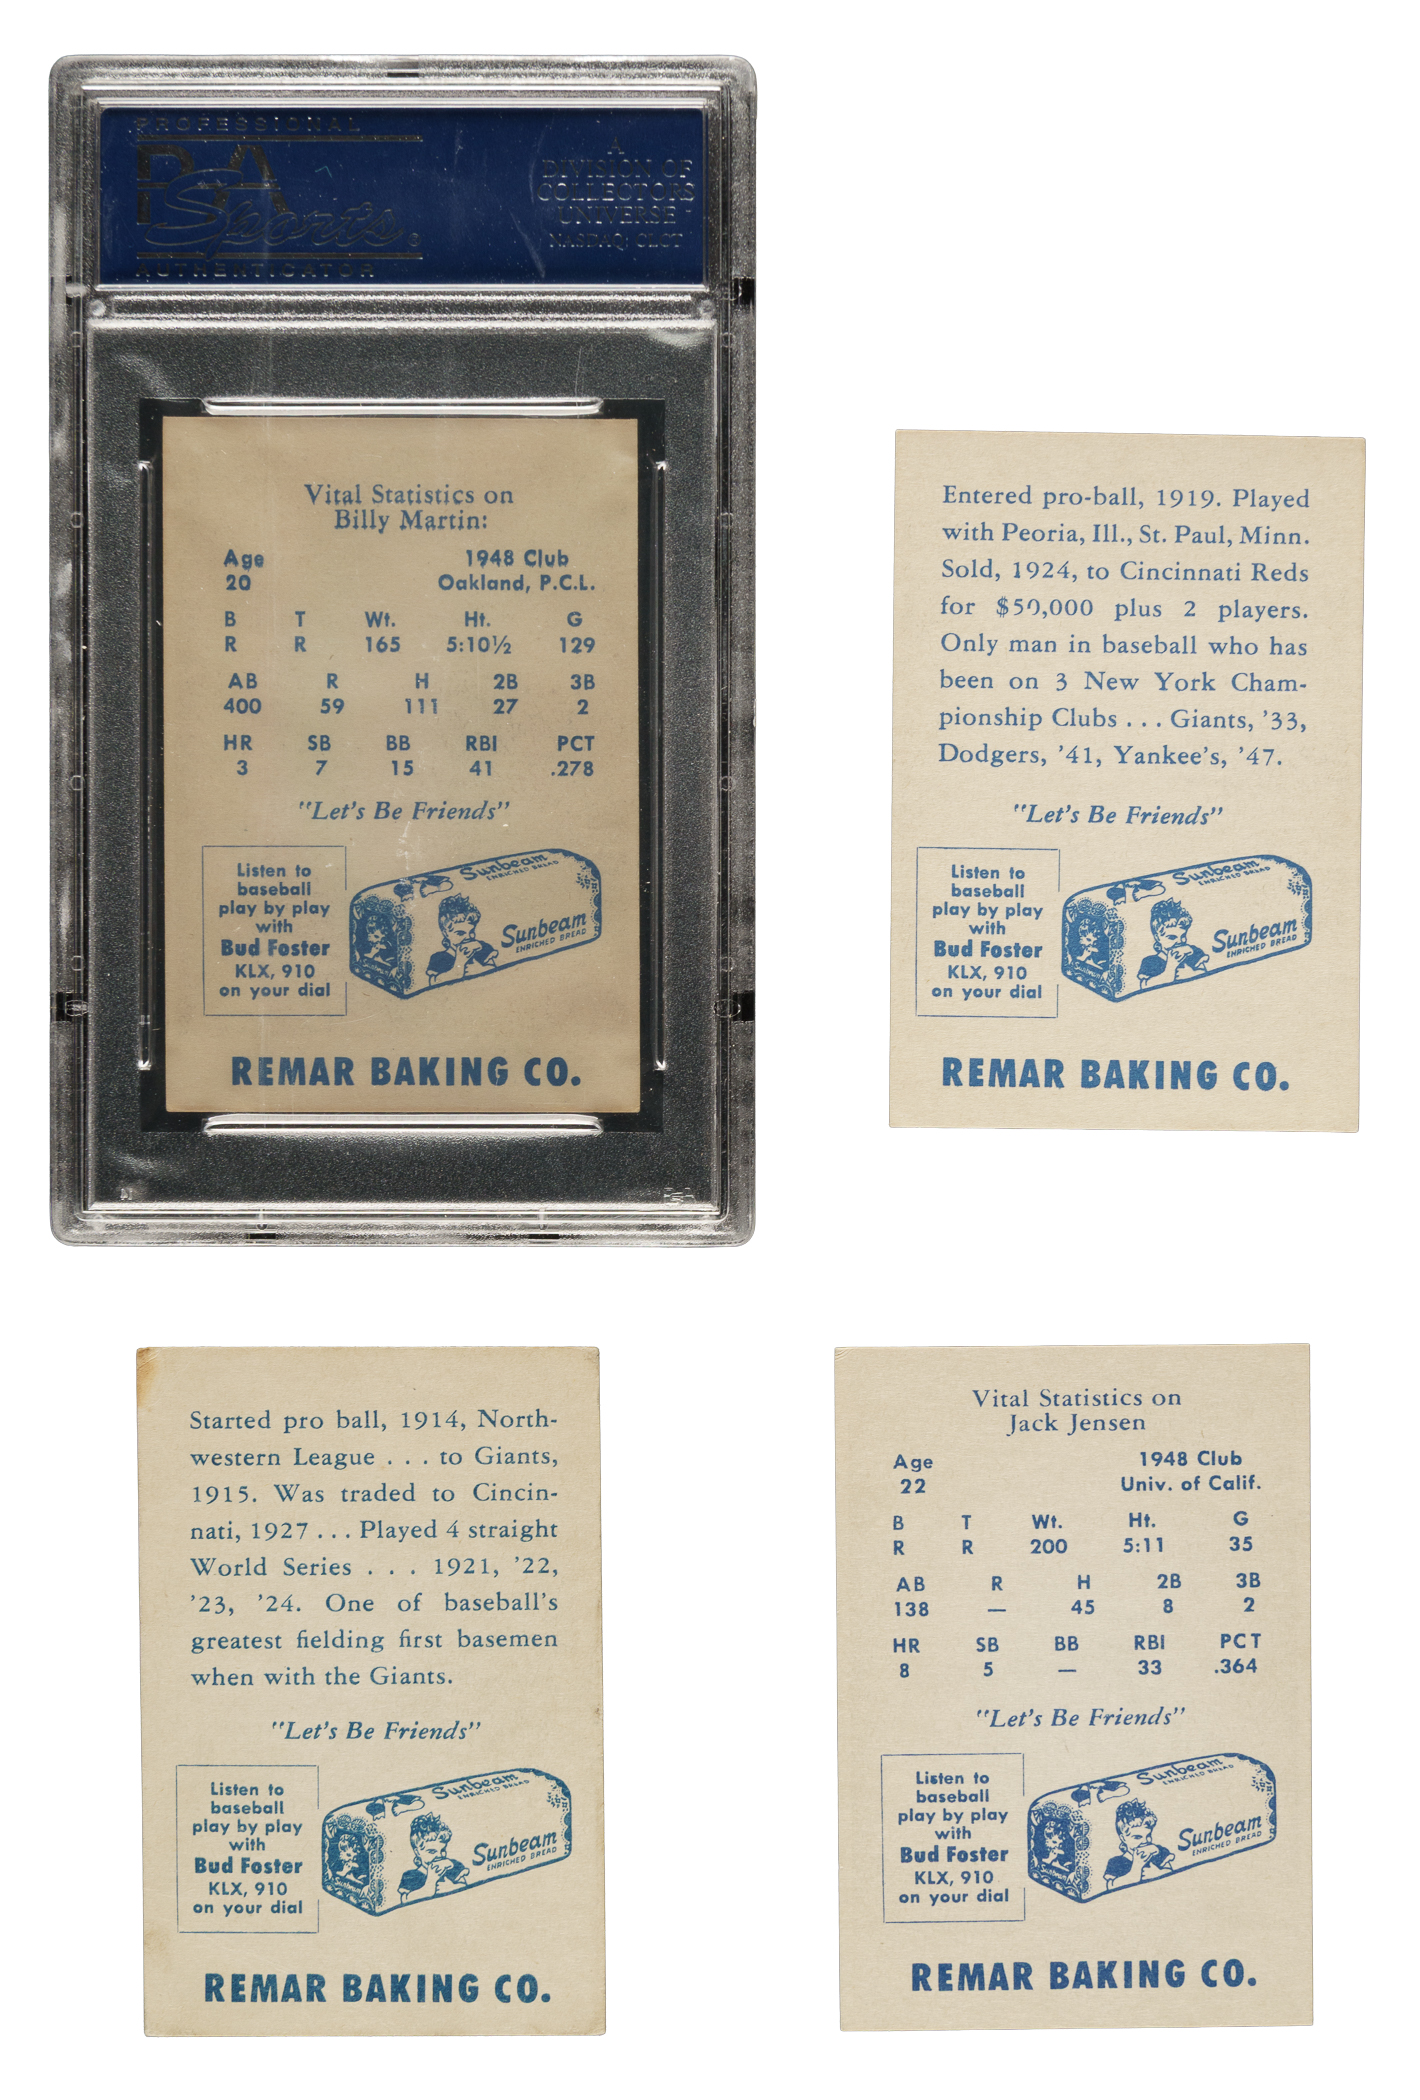 PROFESSIONAL
PSA
Sports
AUTHENTICATOR
A
DIVISION OF
COLLECTORS
UNIVERSE
NASDAQ: CLCT
Vital Statistics on
Billy Martin:
Age 1948 Club
20 Oakland, P.C.L.
B T Wt. Ht. G
R R 165 5:10½ 129
AB R H 2B 3B
400 59 111 27 2
HR SB BB RBI PCT
3 7 15 41 .278
"Let's Be Friends"
Listen to
baseball
play by play
with
Bud Foster
KLX, 910
on your dial
Sunbeam
ENRICHED BREAD
Sunbeam
ENRICHED BREAD
REMAR BAKING CO.
PSA
Entered pro-ball, 1919. Played
with Peoria, Ill., St. Paul, Minn.
Sold, 1924, to Cincinnati Reds
for $50,000 plus 2 players.
Only man in baseball who has
been on 3 New York Cham-
pionship Clubs . . . Giants, '33,
Dodgers, '41, Yankee's, '47.
"Let's Be Friends"
Listen to
baseball
play by play
with
Bud Foster
KLX, 910
on your dial
Sunbeam
ENRICHED BREAD
Sunbeam
ENRICHED BREAD
REMAR BAKING CO.
Started pro ball, 1914, North-
western League . . . to Giants,
1915. Was traded to Cincin-
nati, 1927 . . . Played 4 straight
World Series . . . 1921, '22,
'23, '24. One of baseball's
greatest fielding first basemen
when with the Giants.
"Let's Be Friends"
Listen to
baseball
play by play
with
Bud Foster
KLX, 910
on your dial
Sunbeam
ENRICHED BREAD
Sunbeam
ENRICHED BREAD
Sunbeam
REMAR BAKING CO.
Vital Statistics on
Jack Jensen
Age 1948 Club
22 Univ. of Calif.
B T Wt. Ht. G
R R 200 5:11 35
AB R H 2B 3B
138 — 45 8 2
HR SB BB RBI PCT
8 5 — 33 .364
"Let's Be Friends"
Listen to
baseball
play by play
with
Bud Foster
KLX, 910
on your dial
Sunbeam
ENRICHED BREAD
Sunbeam
ENRICHED BREAD
REMAR BAKING CO.